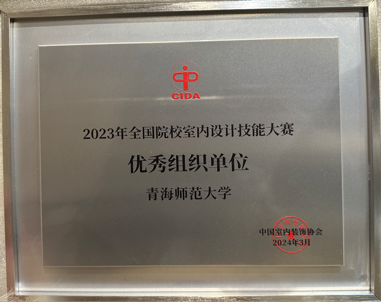 CIDA
2023年全国院校室内设计技能大赛
优秀组织单位
青海师范大学
中国室内装饰协会
2024年3月